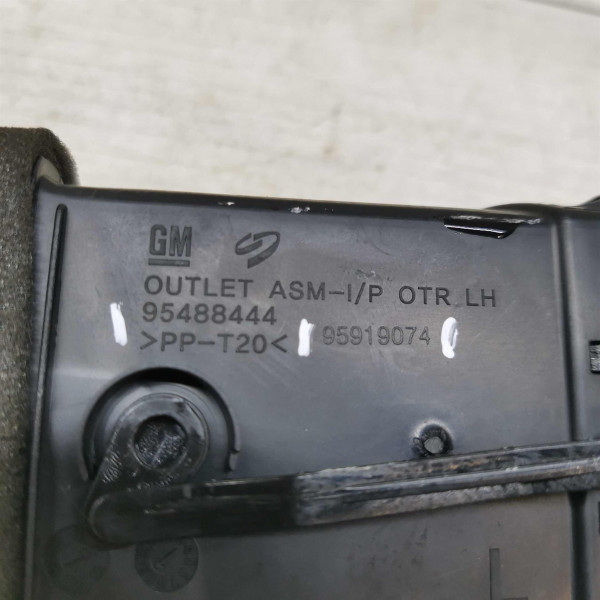 GM
OUTLET ASM-I/P OTR LH
95488444
>PP-T20< 95919074
L